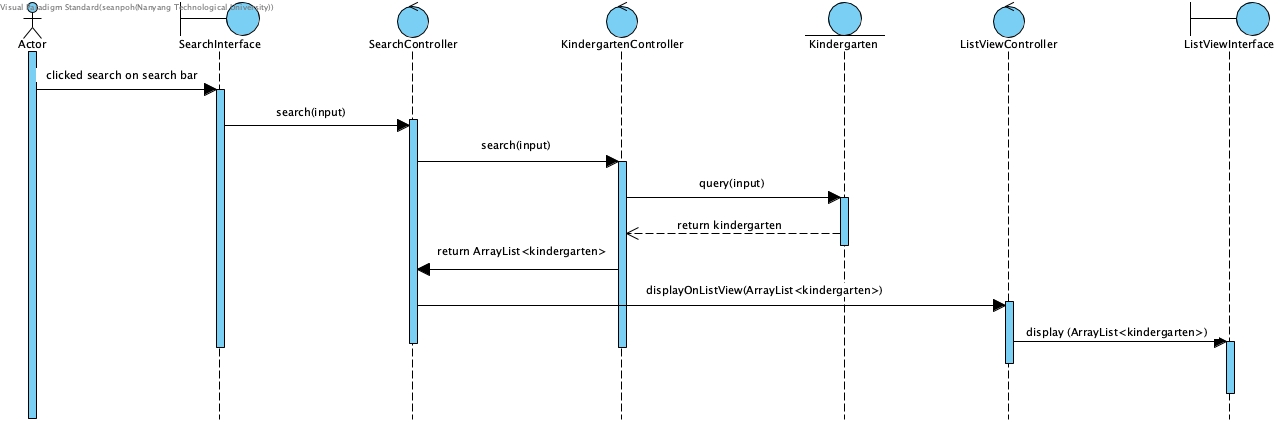 Visual Paradigm Standard(seanpoh(Nanyang Technological University))
Actor
SearchInterface
SearchController
KindergartenController
Kindergarten
ListViewController
ListViewInterface
clicked search on search bar
search(input)
search(input)
query(input)
return kindergarten
return ArrayList<kindergarten>
displayOnListView(ArrayList<kindergarten>)
display (ArrayList<kindergarten>)